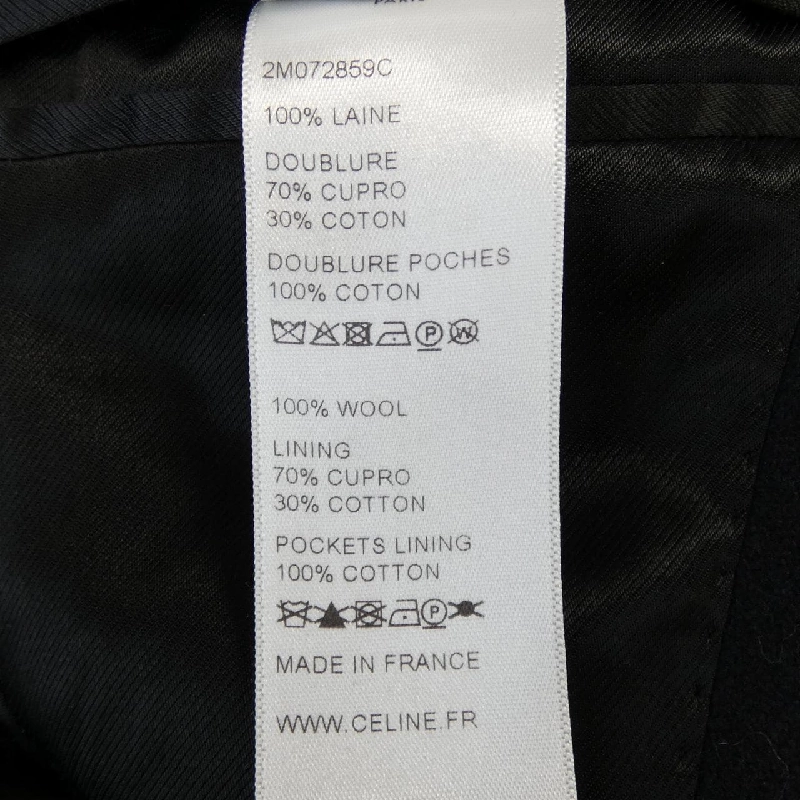 PARIS
2M072859C
100% LAINE
DOUBLURE
70% CUPRO
30% COTON
DOUBLURE POCHES
100% COTON
P W
100% WOOL
LINING
70% CUPRO
30% COTTON
POCKETS LINING
100% COTTON
P
MADE IN FRANCE
WWW.CELINE.FR